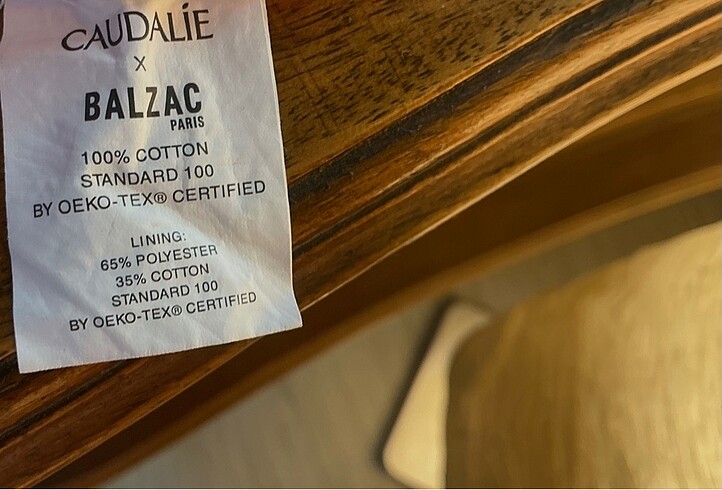 CAUDALÍE
X
BALZAC
PARIS
100% COTTON
STANDARD 100
BY OEKO-TEX® CERTIFIED
LINING:
65% POLYESTER
35% COTTON
STANDARD 100
BY OEKO-TEX® CERTIFIED